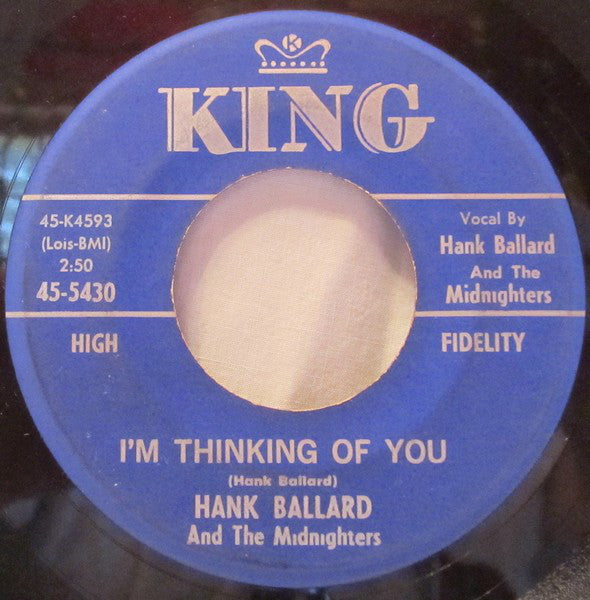 K
KING
45-K4593
(Lois-BMI)
2:50
45-5430
Vocal By
Hank Ballard
And The
Midnighters
HIGH FIDELITY
I'M THINKING OF YOU
(Hank Ballard)
HANK BALLARD
And The Midnighters